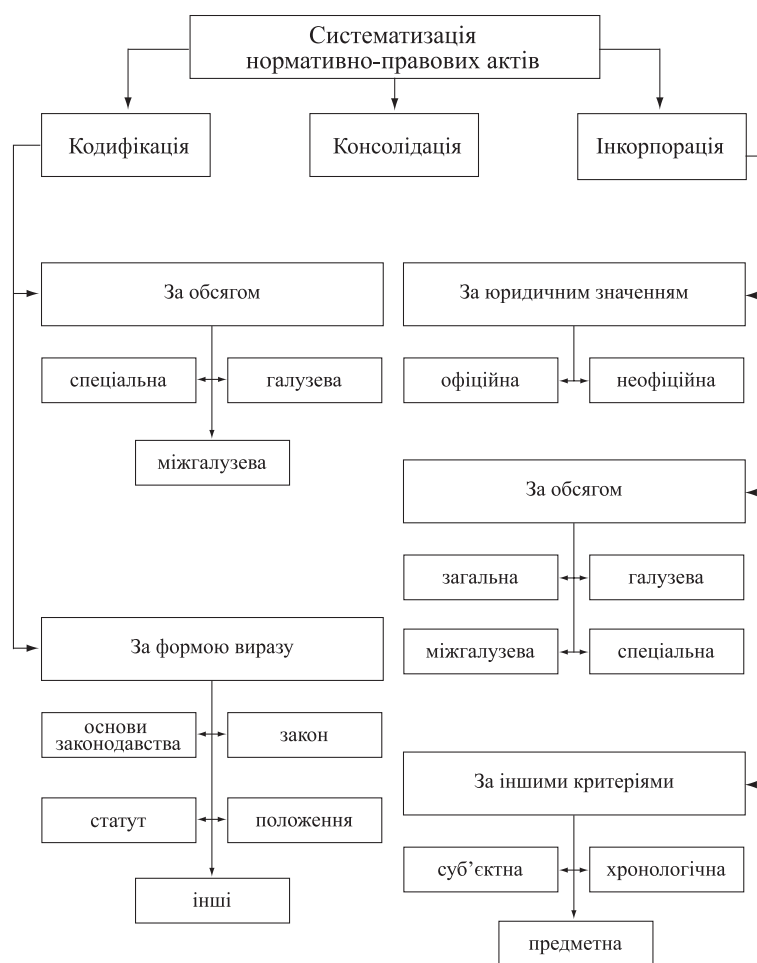 Систематизація
нормативно-правових актів
Кодифікація
Консолідація
Інкорпорація
За обсягом
спеціальна
галузева
міжгалузева
За формою виразу
основи
законодавства
закон
статут
положення
інші
За юридичним значенням
офіційна
неофіційна
За обсягом
загальна
галузева
міжгалузева
спеціальна
За іншими критеріями
суб’єктна
хронологічна
предметна